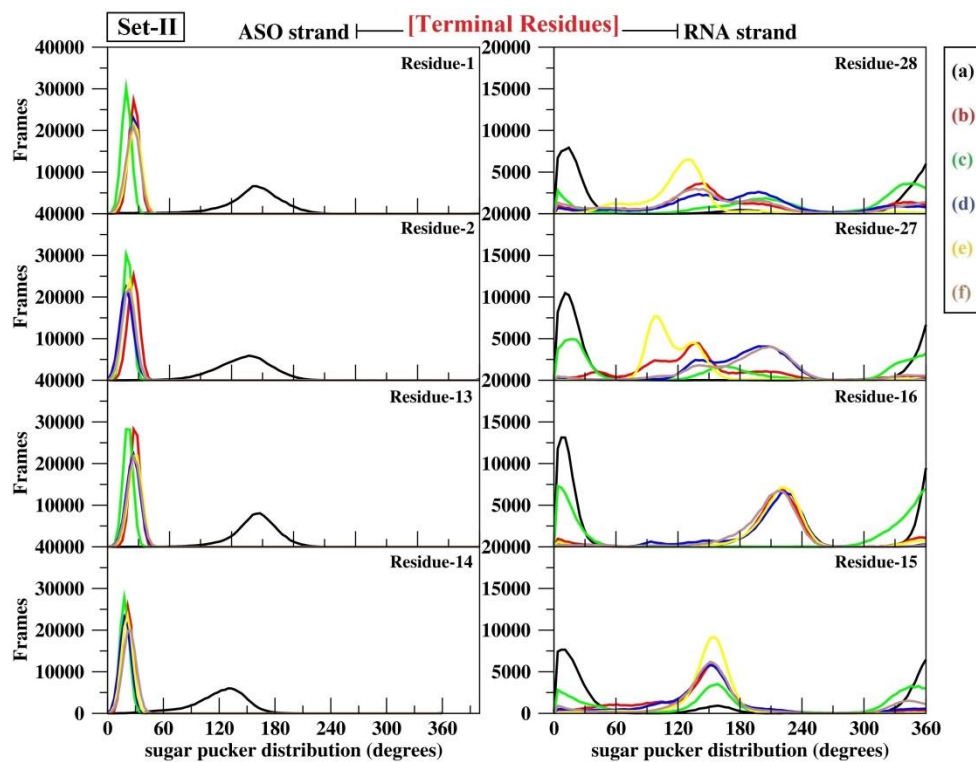 Set-II
ASO strand
[Terminal Residues]
RNA strand
40000
30000
20000
10000
40000
30000
20000
10000
40000
30000
20000
10000
40000
30000
20000
10000
0
Frames
Frames
Frames
Frames
Residue-1
Residue-2
Residue-13
Residue-14
0 60 120 180 240 300 360
sugar pucker distribution (degrees)
20000
15000
10000
5000
20000
15000
10000
5000
20000
15000
10000
5000
20000
15000
10000
5000
0
Residue-28
Residue-27
Residue-16
Residue-15
0 60 120 180 240 300 360
sugar pucker distribution (degrees)
(a)
(b)
(c)
(d)
(e)
(f)